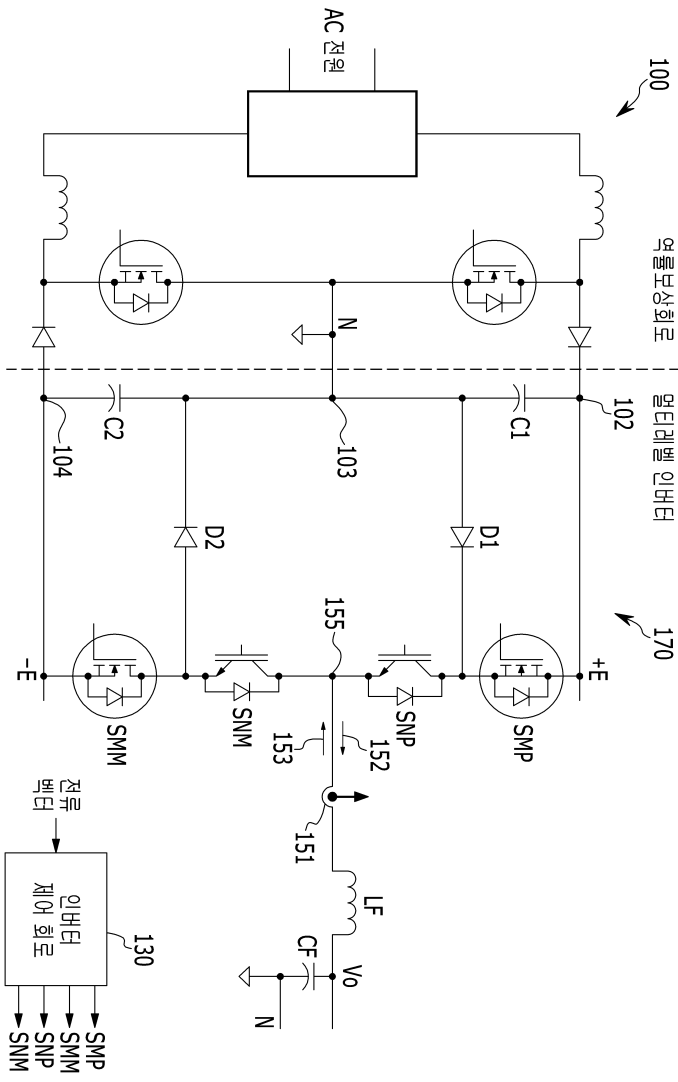 100
AC 전원
역률보상회로
멀티레벨 인버터
170
N
102
103
104
C1
C2
D1
D2
+E
-E
155
SMP
SNP
SNM
SMM
152
153
151
LF
CF
Vo
N
전류
벡터
인버터
제어 회로
130
SMP
SMM
SNP
SNM